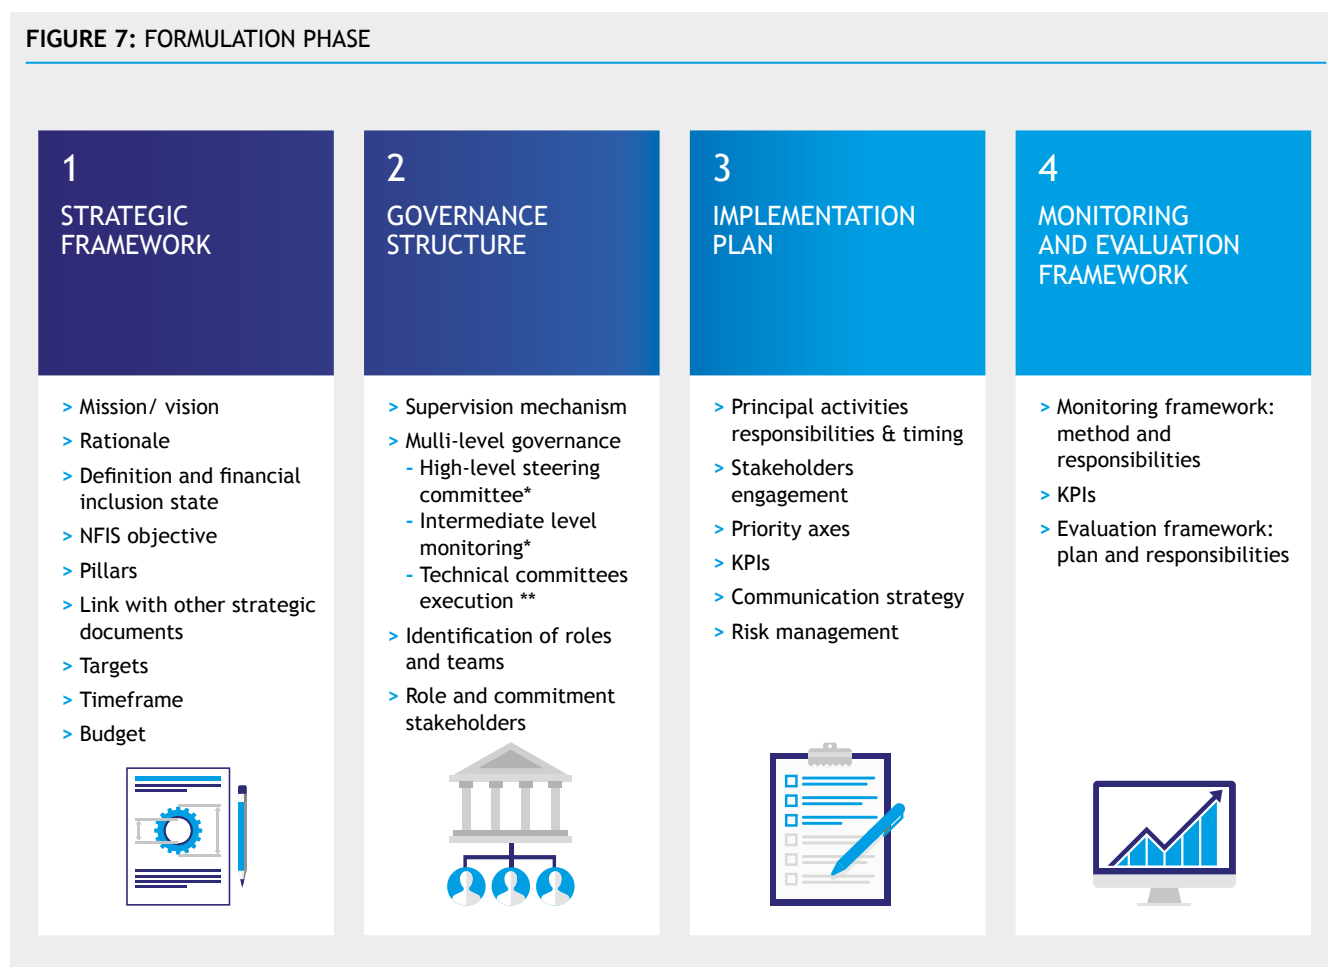 FIGURE 7: FORMULATION PHASE
1
STRATEGIC
FRAMEWORK
> Mission/ vision
> Rationale
> Definition and financial
inclusion state
> NFIS objective
> Pillars
> Link with other strategic
documents
> Targets
> Timeframe
> Budget
2
GOVERNANCE
STRUCTURE
> Supervision mechanism
> Mulli-level governance
- High-level steering
committee*
- Intermediate level
monitoring*
- Technical committees
execution **
> Identification of roles
and teams
> Role and commitment
stakeholders
3
IMPLEMENTATION
PLAN
> Principal activities
responsibilities & timing
> Stakeholders
engagement
> Priority axes
> KPIs
> Communication strategy
> Risk management
4
MONITORING
AND EVALUATION
FRAMEWORK
> Monitoring framework:
method and
responsibilities
> KPIs
> Evaluation framework:
plan and responsibilities